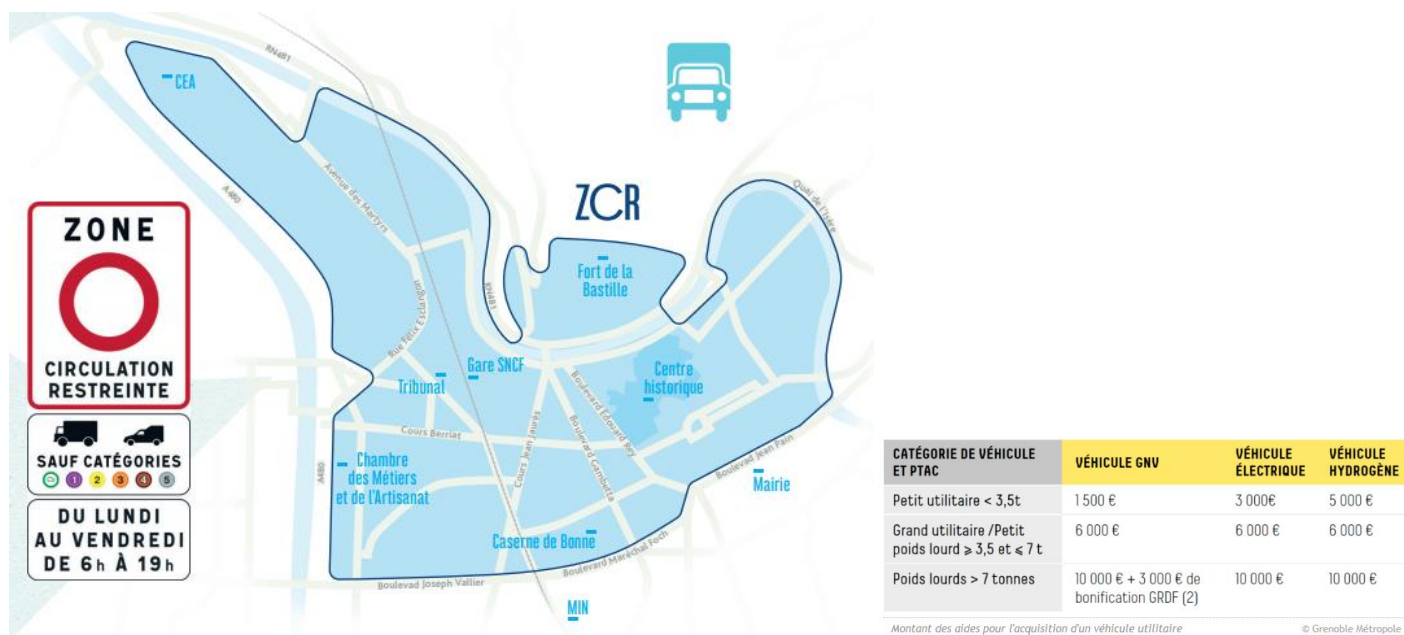 RN481
CEA
Avenue des Martyrs
A480
ZCR
Quai de l'Isère
Fort de la
Bastille
RN481
Rue Félix Esclangon
Gare SNCF
Tribunal
Centre
historique
Boulevard Edouard Rey
Boulevard Gambetta
Cours Jean Jaurès
Cours Berriat
A480
Chambre
des Métiers
et de l'Artisanat
Boulevard Jean Pain
Mairie
Caserne de Bonne
Boulevard Maréchal Foch
Boulevad Joseph Vallier
MIN
ZONE
CIRCULATION
RESTREINTE
SAUF CATÉGORIES
1 2 3 4 5
DU LUNDI
AU VENDREDI
DE 6h À 19h
CATÉGORIE DE VÉHICULE ET PTAC VÉHICULE GNV VÉHICULE ÉLECTRIQUE VÉHICULE HYDROGÈNE
Petit utilitaire < 3,5t 1 500 € 3 000€ 5 000 €
Grand utilitaire /Petit 6 000 € 6 000 € 6 000 €
poids lourd ⩾ 3,5 et ⩽ 7 t
Poids lourds > 7 tonnes 10 000 € + 3 000 € de 10 000 € 10 000 €
bonification GRDF (2)
Montant des aides pour l'acquisition d'un véhicule utilitaire © Grenoble Métropole